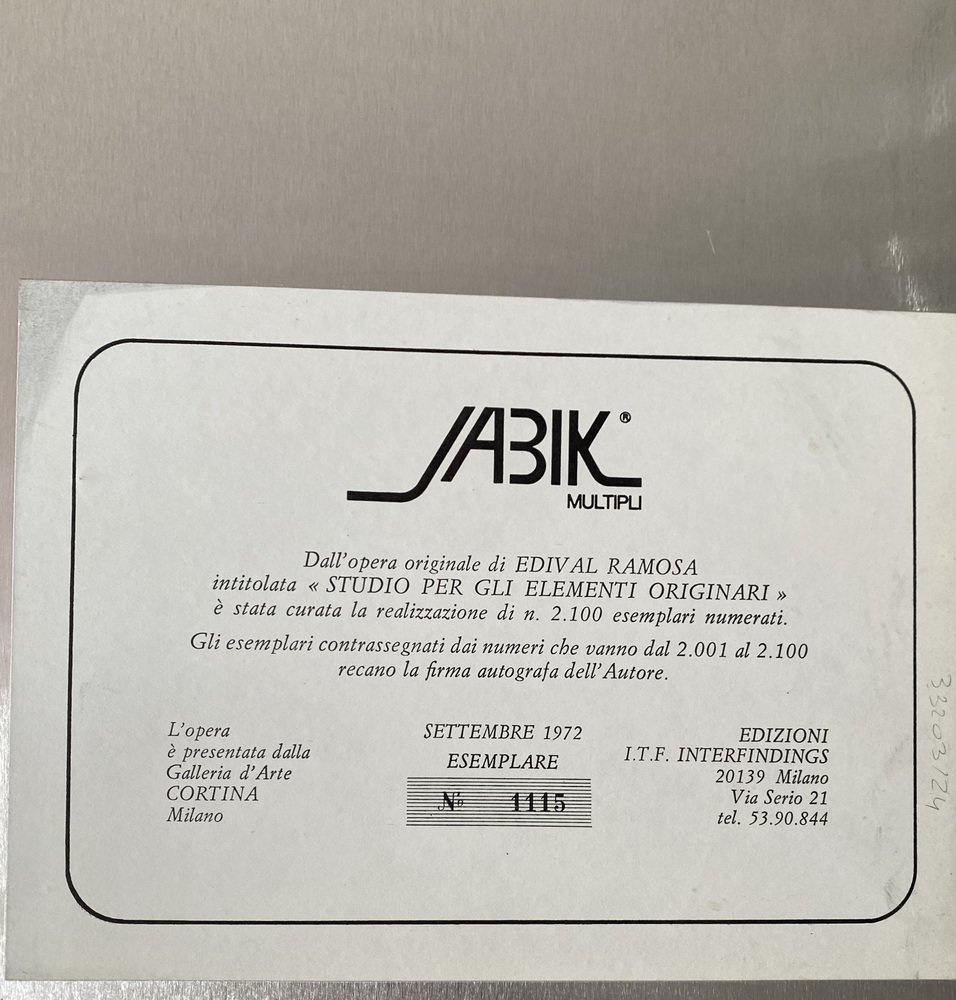 JABIK ®
MULTIPLI
Dall'opera originale di EDIVAL RAMOSA
intitolata « STUDIO PER GLI ELEMENTI ORIGINARI »
è stata curata la realizzazione di n. 2.100 esemplari numerati.
Gli esemplari contrassegnati dai numeri che vanno dal 2.001 al 2.100
recano la firma autografa dell'Autore.
L'opera
è presentata dalla
Galleria d'Arte
CORTINA
Milano
SETTEMBRE 1972
ESEMPLARE
No 1115
EDIZIONI
I.T.F. INTERFINDINGS
20139 Milano
Via Serio 21
tel. 53.90.844
33203/24